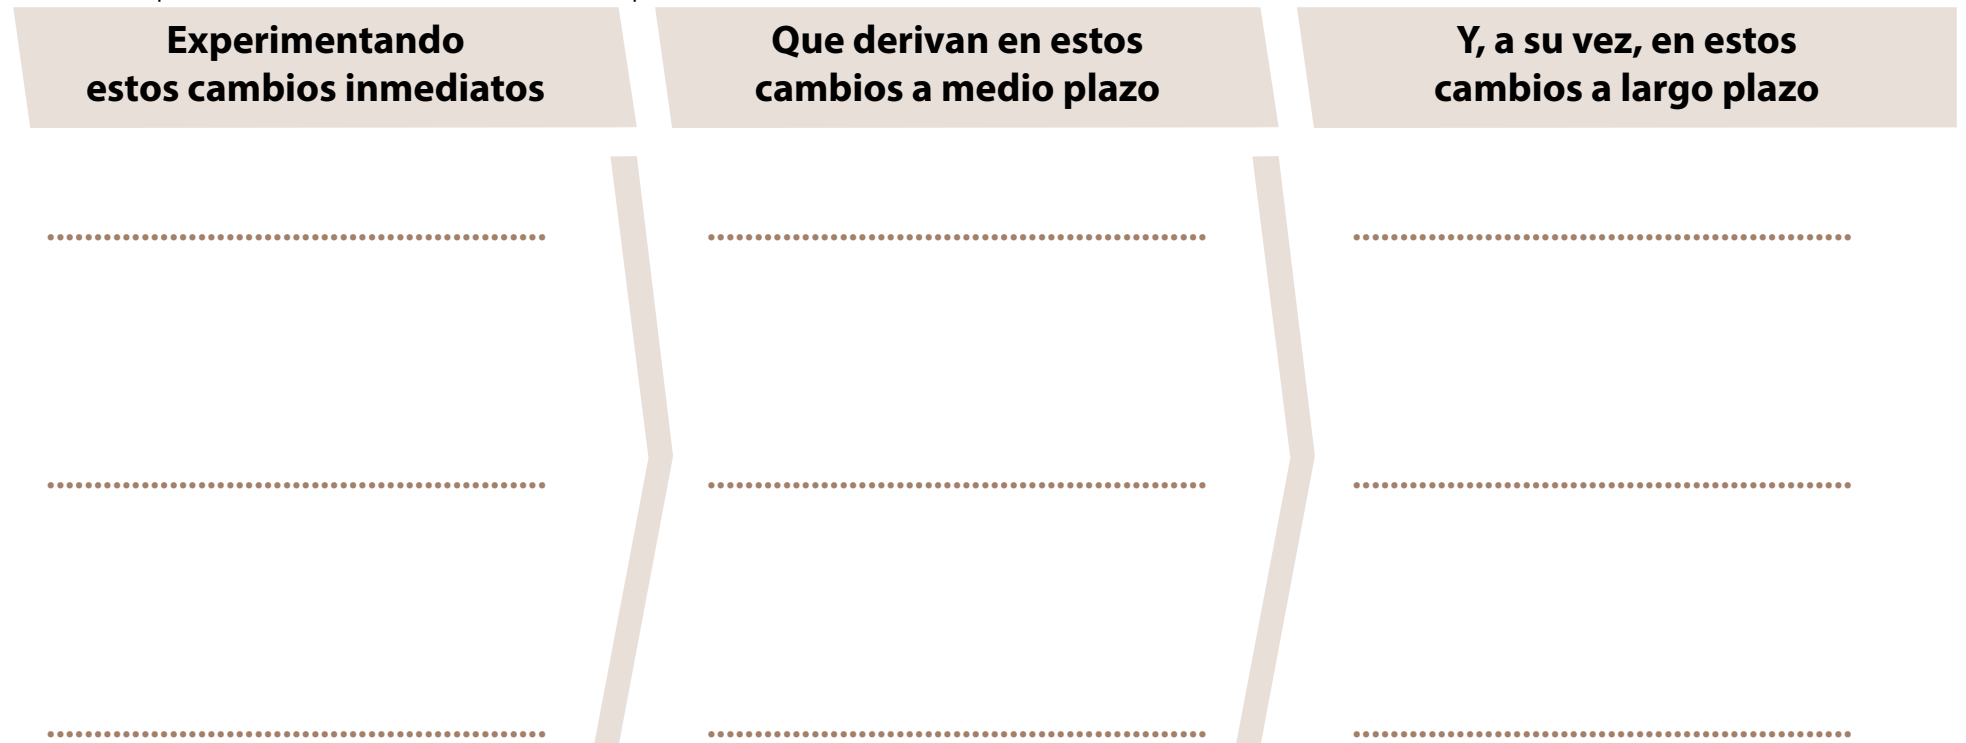 Experimentando
estos cambios inmediatos
Que derivan en estos
cambios a medio plazo
Y, a su vez, en estos
cambios a largo plazo